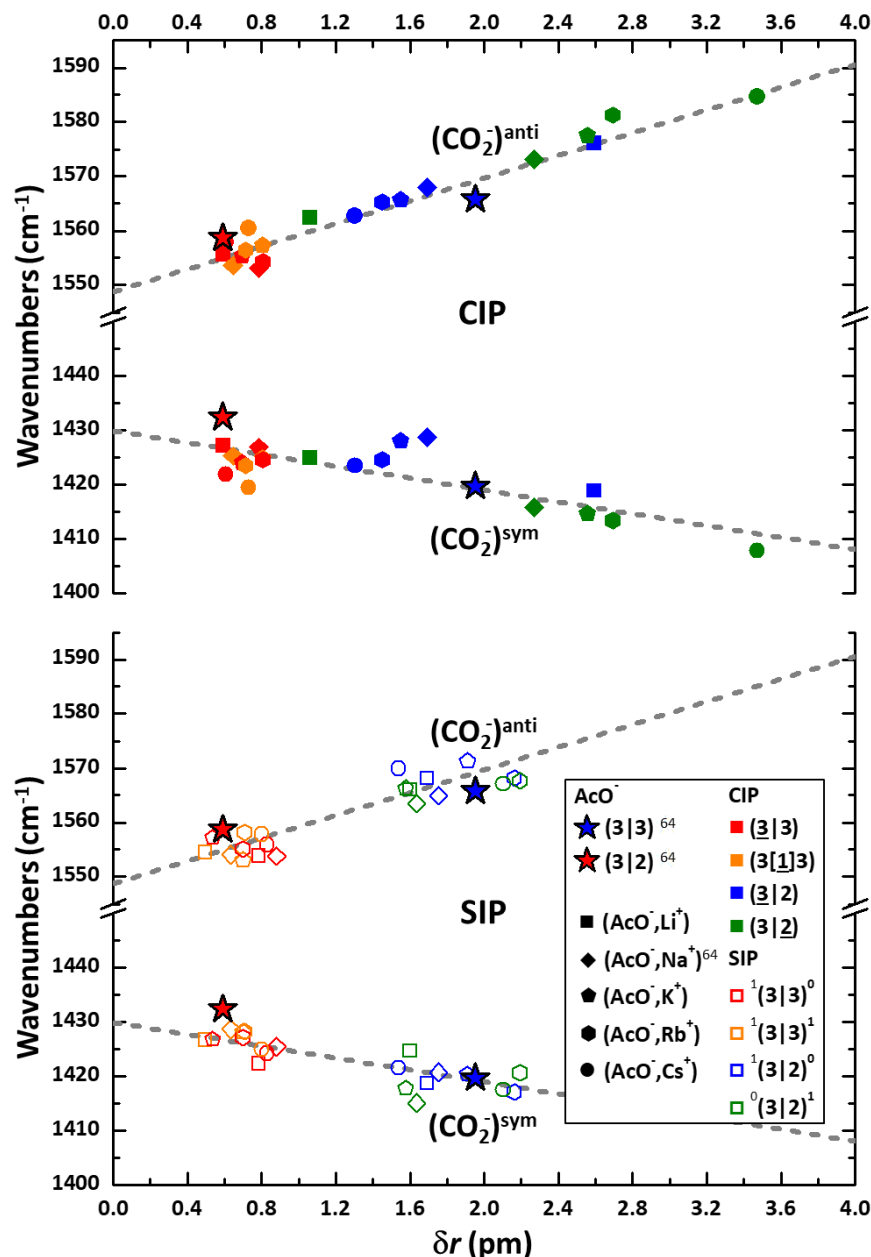 0.0 0.4 0.8 1.2 1.6 2.0 2.4 2.8 3.2 3.6 4.0
1590
1580
1570
1560
1550
1440
1430
1420
1410
1400
Wavenumbers (cm⁻¹)
(CO₂⁻)ᵃⁿᵗⁱ
CIP
(CO₂⁻)ˢʸᵐ
1590
1580
1570
1560
1550
1440
1430
1420
1410
1400
Wavenumbers (cm⁻¹)
(CO₂⁻)ᵃⁿᵗⁱ
SIP
(CO₂⁻)ˢʸᵐ
AcO⁻
(3|3) ⁶⁴
(3|2) ⁶⁴
(AcO⁻,Li⁺)
(AcO⁻,Na⁺)⁶⁴
(AcO⁻,K⁺)
(AcO⁻,Rb⁺)
(AcO⁻,Cs⁺)
CIP
(3̲|3)
(3[1̲]3)
(3̲|2)
(3|2̲)
SIP
¹(3|3)⁰
¹(3|3)¹
¹(3|2)⁰
⁰(3|2)¹
0.0 0.4 0.8 1.2 1.6 2.0 2.4 2.8 3.2 3.6 4.0
δr (pm)